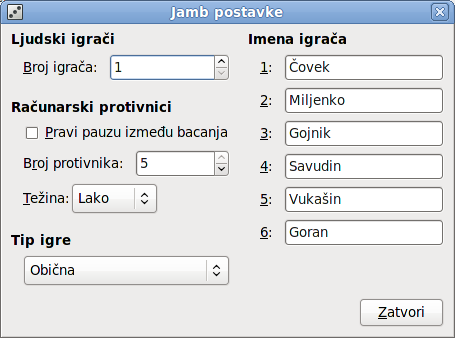 Jamb postavke
Ljudski igrači
Broj igrača: 1
Računarski protivnici
Pravi pauzu između bacanja
Broj protivnika: 5
Težina: Lako
Tip igre
Obična
Imena igrača
1: Čovek
2: Miljenko
3: Gojnik
4: Savudin
5: Vukašin
6: Goran
Zatvori